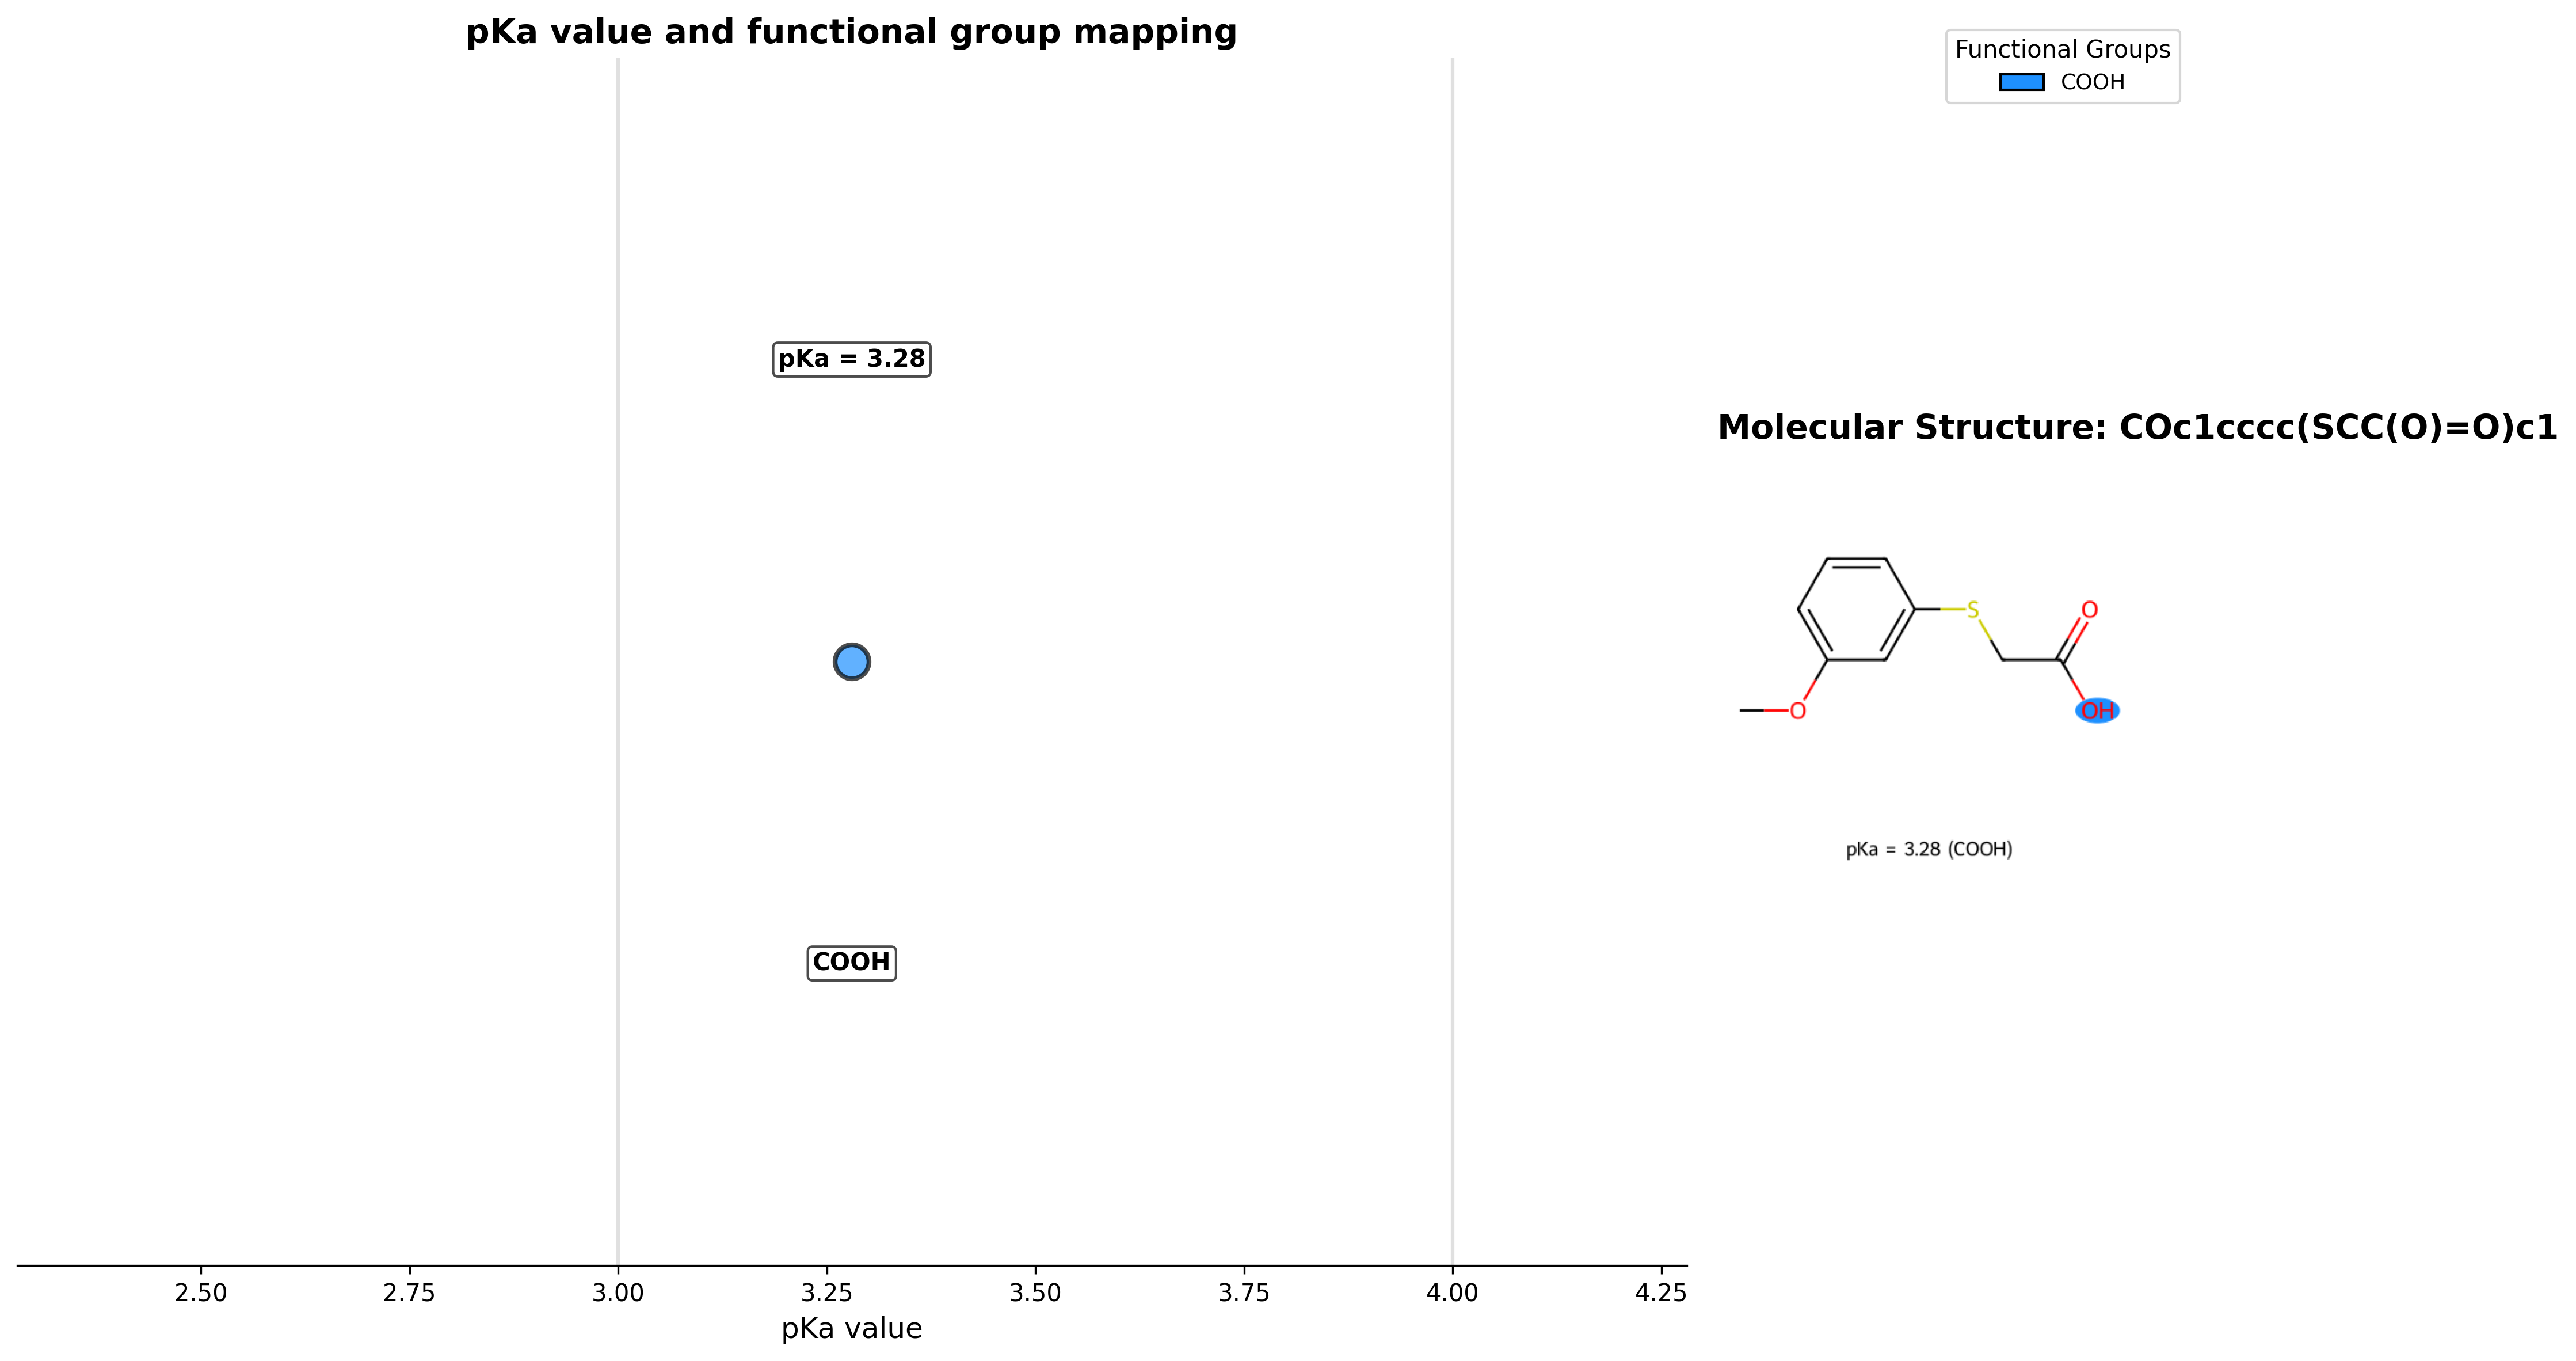 pKa value and functional group mapping
Functional Groups
COOH
pKa = 3.28
Molecular Structure: COc1cccc(SCC(O)=O)c1
S
O
O
OH
pKa = 3.28 (COOH)
COOH
2.50 2.75 3.00 3.25 3.50 3.75 4.00 4.25
pKa value